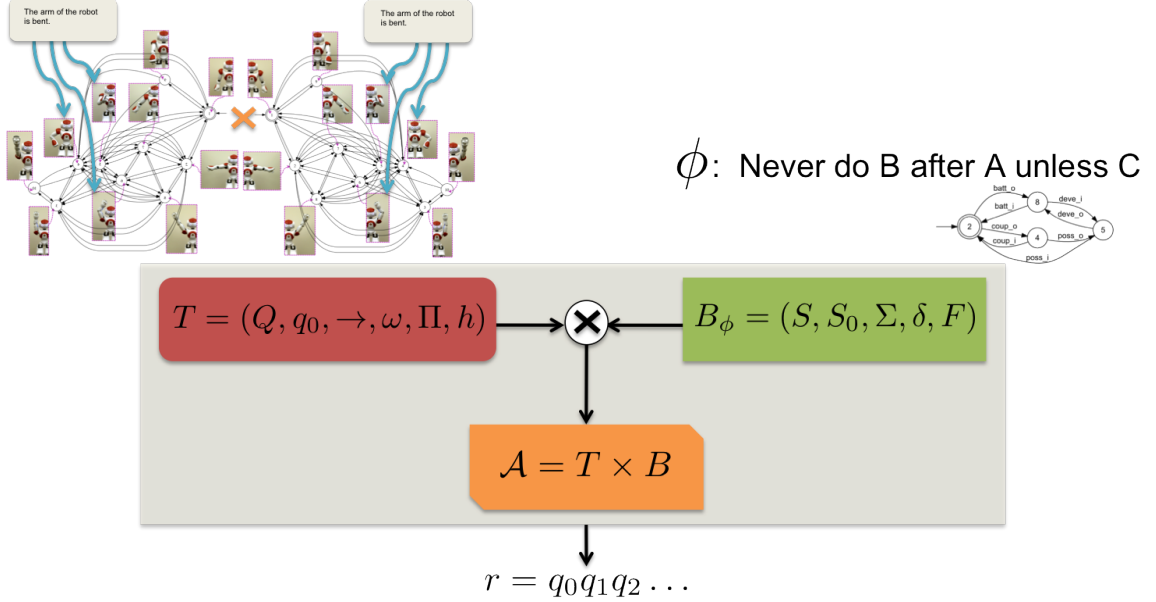 The arm of the robot
is bent.
The arm of the robot
is bent.
ϕ: Never do B after A unless C
batt_o
8
deve_i
batt_i
deve_o
2
coup_o
5
coup_i
4
poss_o
poss_i
T = (Q, q₀, →, ω, Π, h)
B_ϕ = (S, S₀, Σ, δ, F)
𝒜 = T × B
r = q₀q₁q₂ …